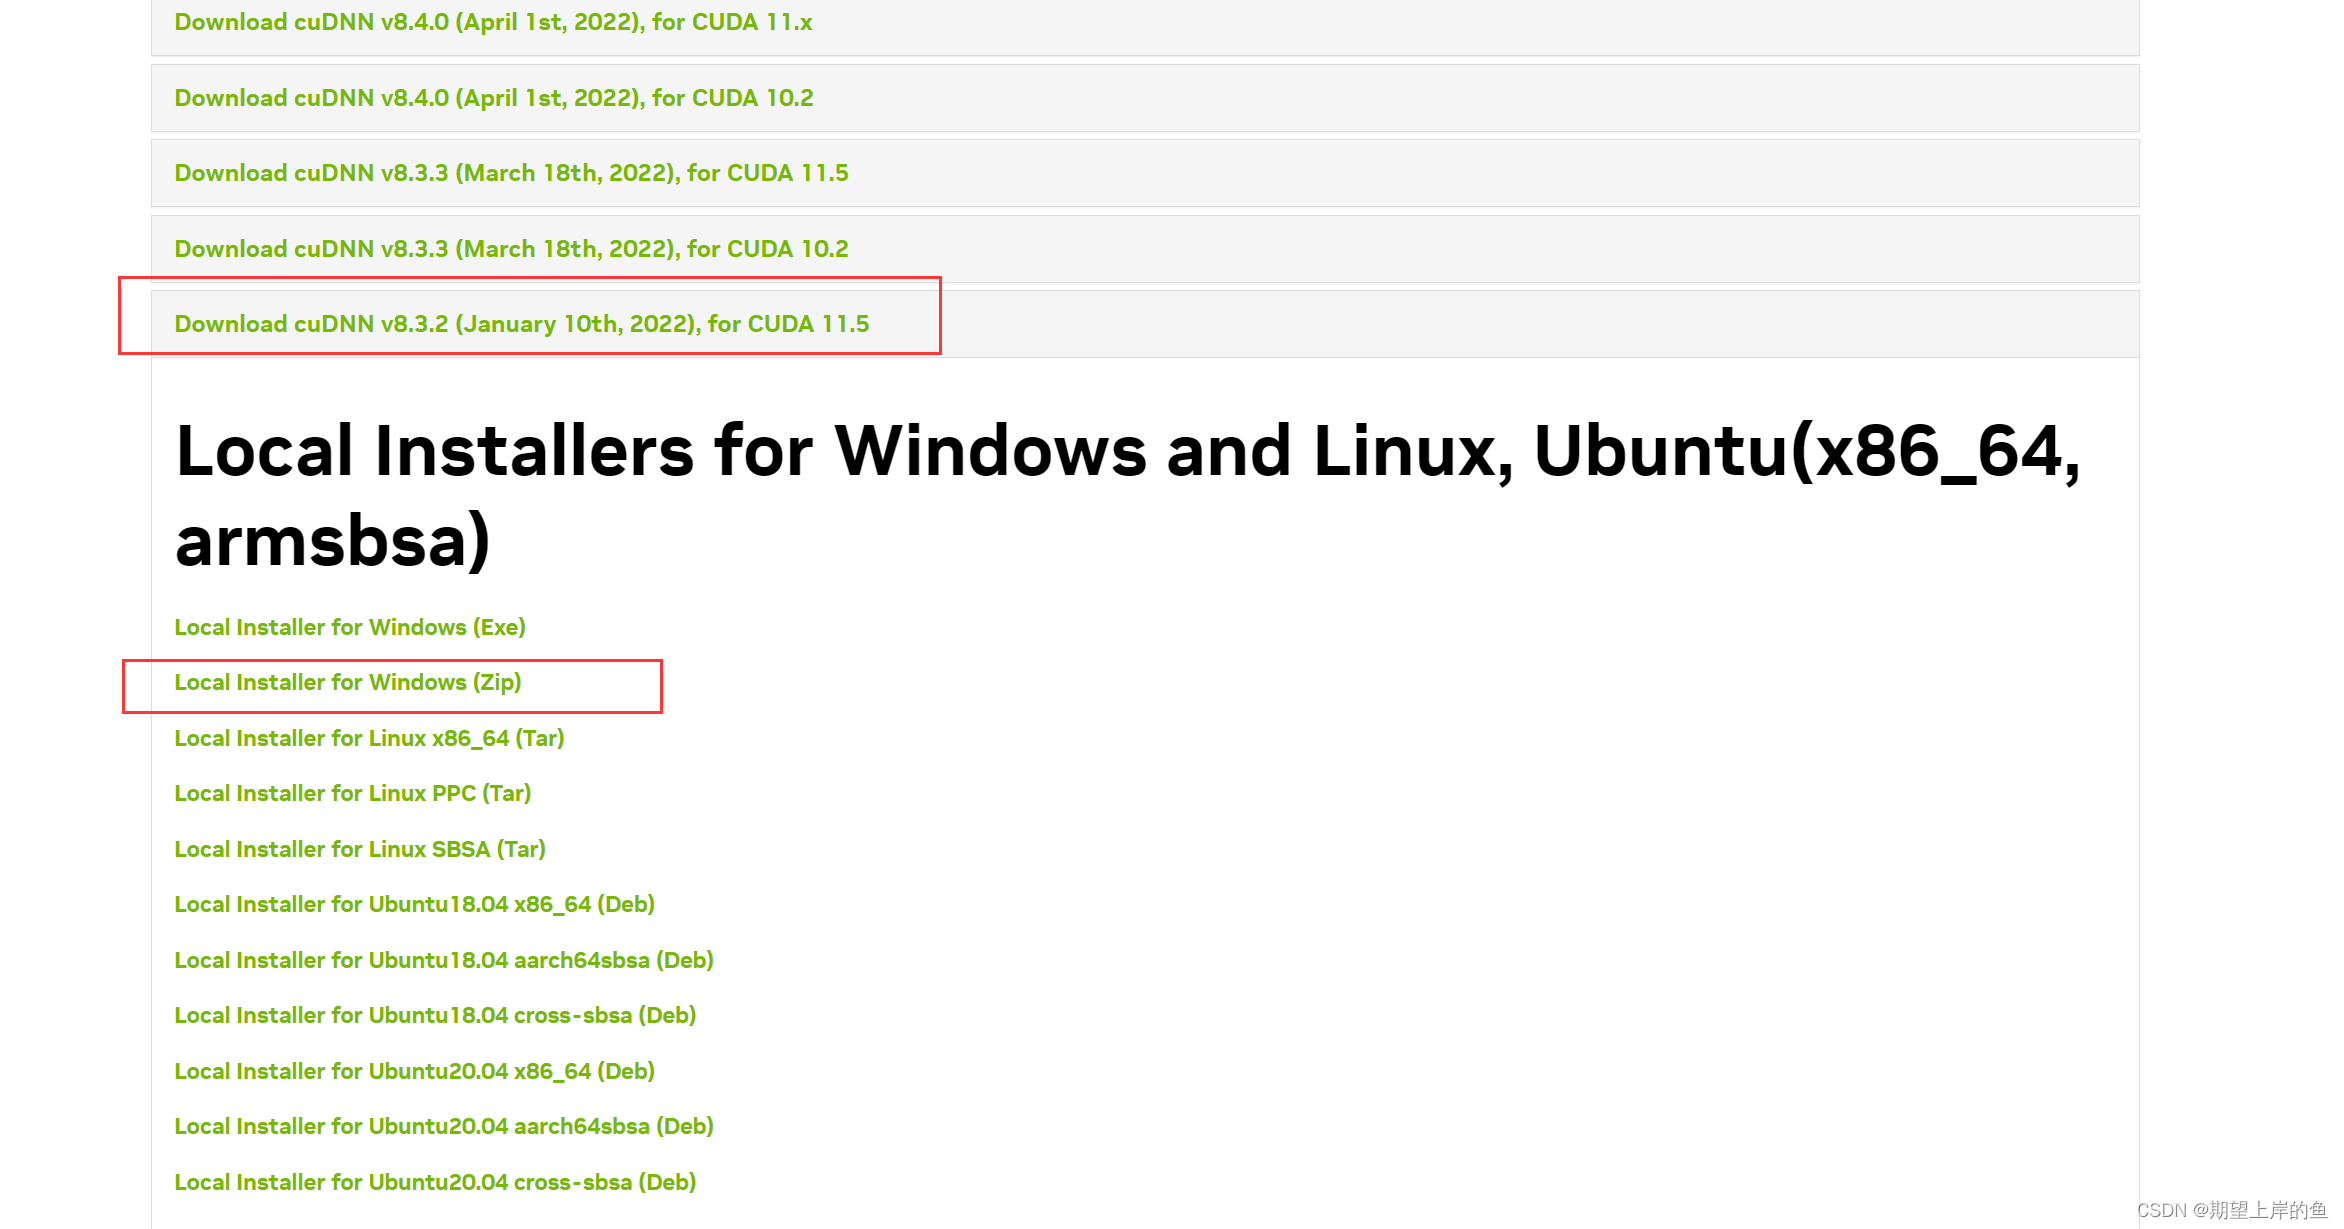 Download cuDNN v8.4.0 (April 1st, 2022), for CUDA 11.x
Download cuDNN v8.4.0 (April 1st, 2022), for CUDA 10.2
Download cuDNN v8.3.3 (March 18th, 2022), for CUDA 11.5
Download cuDNN v8.3.3 (March 18th, 2022), for CUDA 10.2
Download cuDNN v8.3.2 (January 10th, 2022), for CUDA 11.5
Local Installers for Windows and Linux, Ubuntu(x86_64,
armsbsa)
Local Installer for Windows (Exe)
Local Installer for Windows (Zip)
Local Installer for Linux x86_64 (Tar)
Local Installer for Linux PPC (Tar)
Local Installer for Linux SBSA (Tar)
Local Installer for Ubuntu18.04 x86_64 (Deb)
Local Installer for Ubuntu18.04 aarch64sbsa (Deb)
Local Installer for Ubuntu18.04 cross-sbsa (Deb)
Local Installer for Ubuntu20.04 x86_64 (Deb)
Local Installer for Ubuntu20.04 aarch64sbsa (Deb)
Local Installer for Ubuntu20.04 cross-sbsa (Deb)
CSDN @期望上岸的鱼